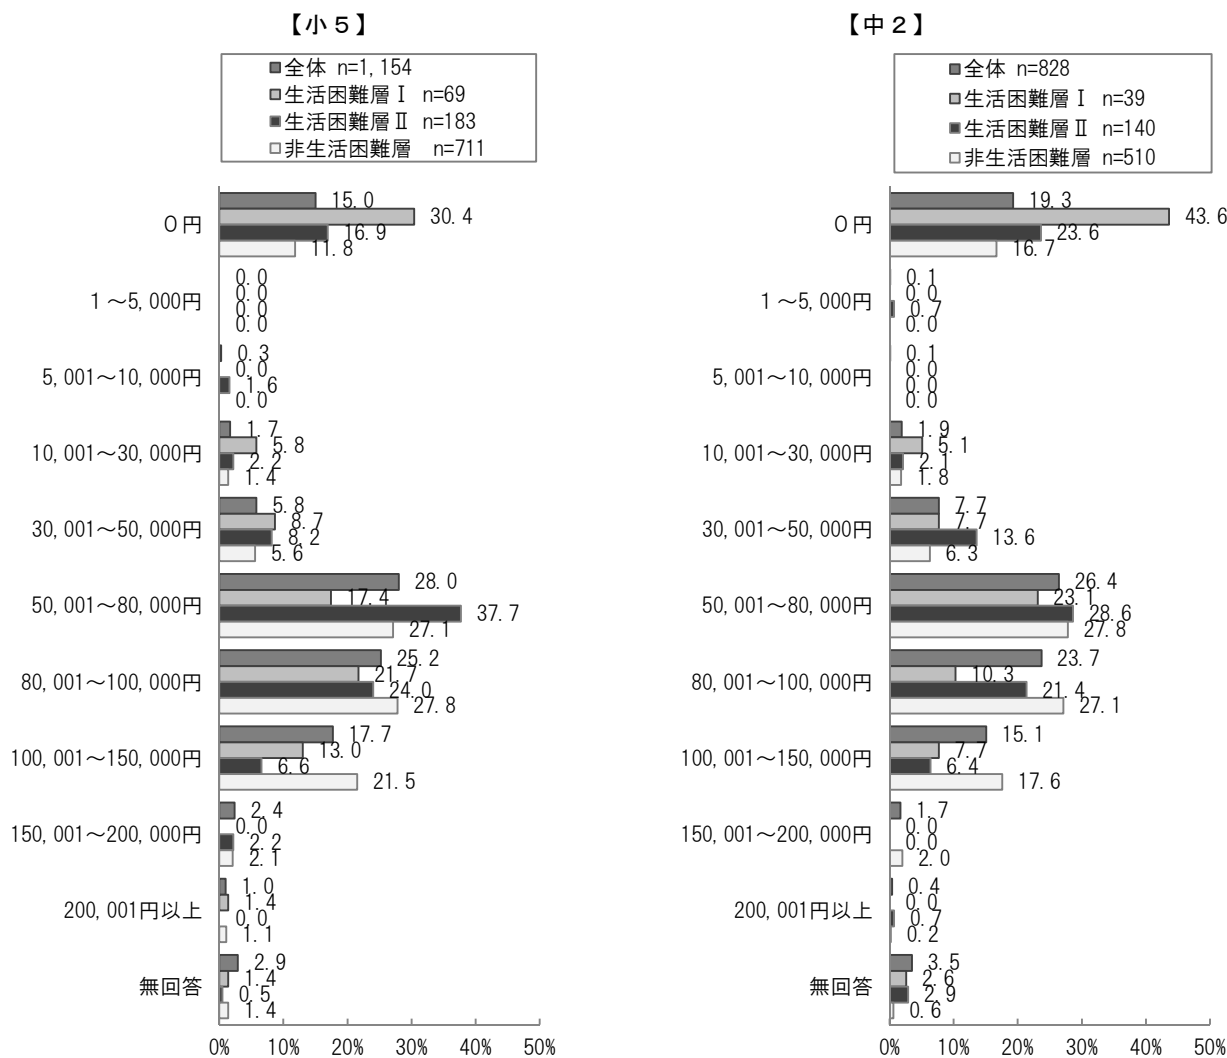 【小５】
全体 n=1,154
生活困難層Ⅰ n=69
生活困難層Ⅱ n=183
非生活困難層 n=711
0円
15.0
30.4
16.9
11.8
1～5,000円
0.0
0.0
0.0
0.0
5,001～10,000円
0.3
0.0
1.6
0.0
10,001～30,000円
1.7
5.8
2.2
1.4
30,001～50,000円
5.8
8.7
8.2
5.6
50,001～80,000円
28.0
17.4
37.7
27.1
80,001～100,000円
25.2
21.7
24.0
27.8
100,001～150,000円
17.7
13.0
6.6
21.5
150,001～200,000円
2.4
0.0
2.2
2.1
200,001円以上
1.0
1.4
0.0
1.1
無回答
2.9
1.4
0.5
1.4
0% 10% 20% 30% 40% 50%
【中２】
全体 n=828
生活困難層Ⅰ n=39
生活困難層Ⅱ n=140
非生活困難層 n=510
0円
19.3
43.6
23.6
16.7
1～5,000円
0.1
0.0
0.7
0.0
5,001～10,000円
0.1
0.0
0.0
0.0
10,001～30,000円
1.9
5.1
2.1
1.8
30,001～50,000円
7.7
7.7
13.6
6.3
50,001～80,000円
26.4
23.1
28.6
27.8
80,001～100,000円
23.7
10.3
21.4
27.1
100,001～150,000円
15.1
7.7
6.4
17.6
150,001～200,000円
1.7
0.0
0.0
2.0
200,001円以上
0.4
0.0
0.7
0.2
無回答
3.5
2.6
2.9
0.6
0% 10% 20% 30% 40% 50%